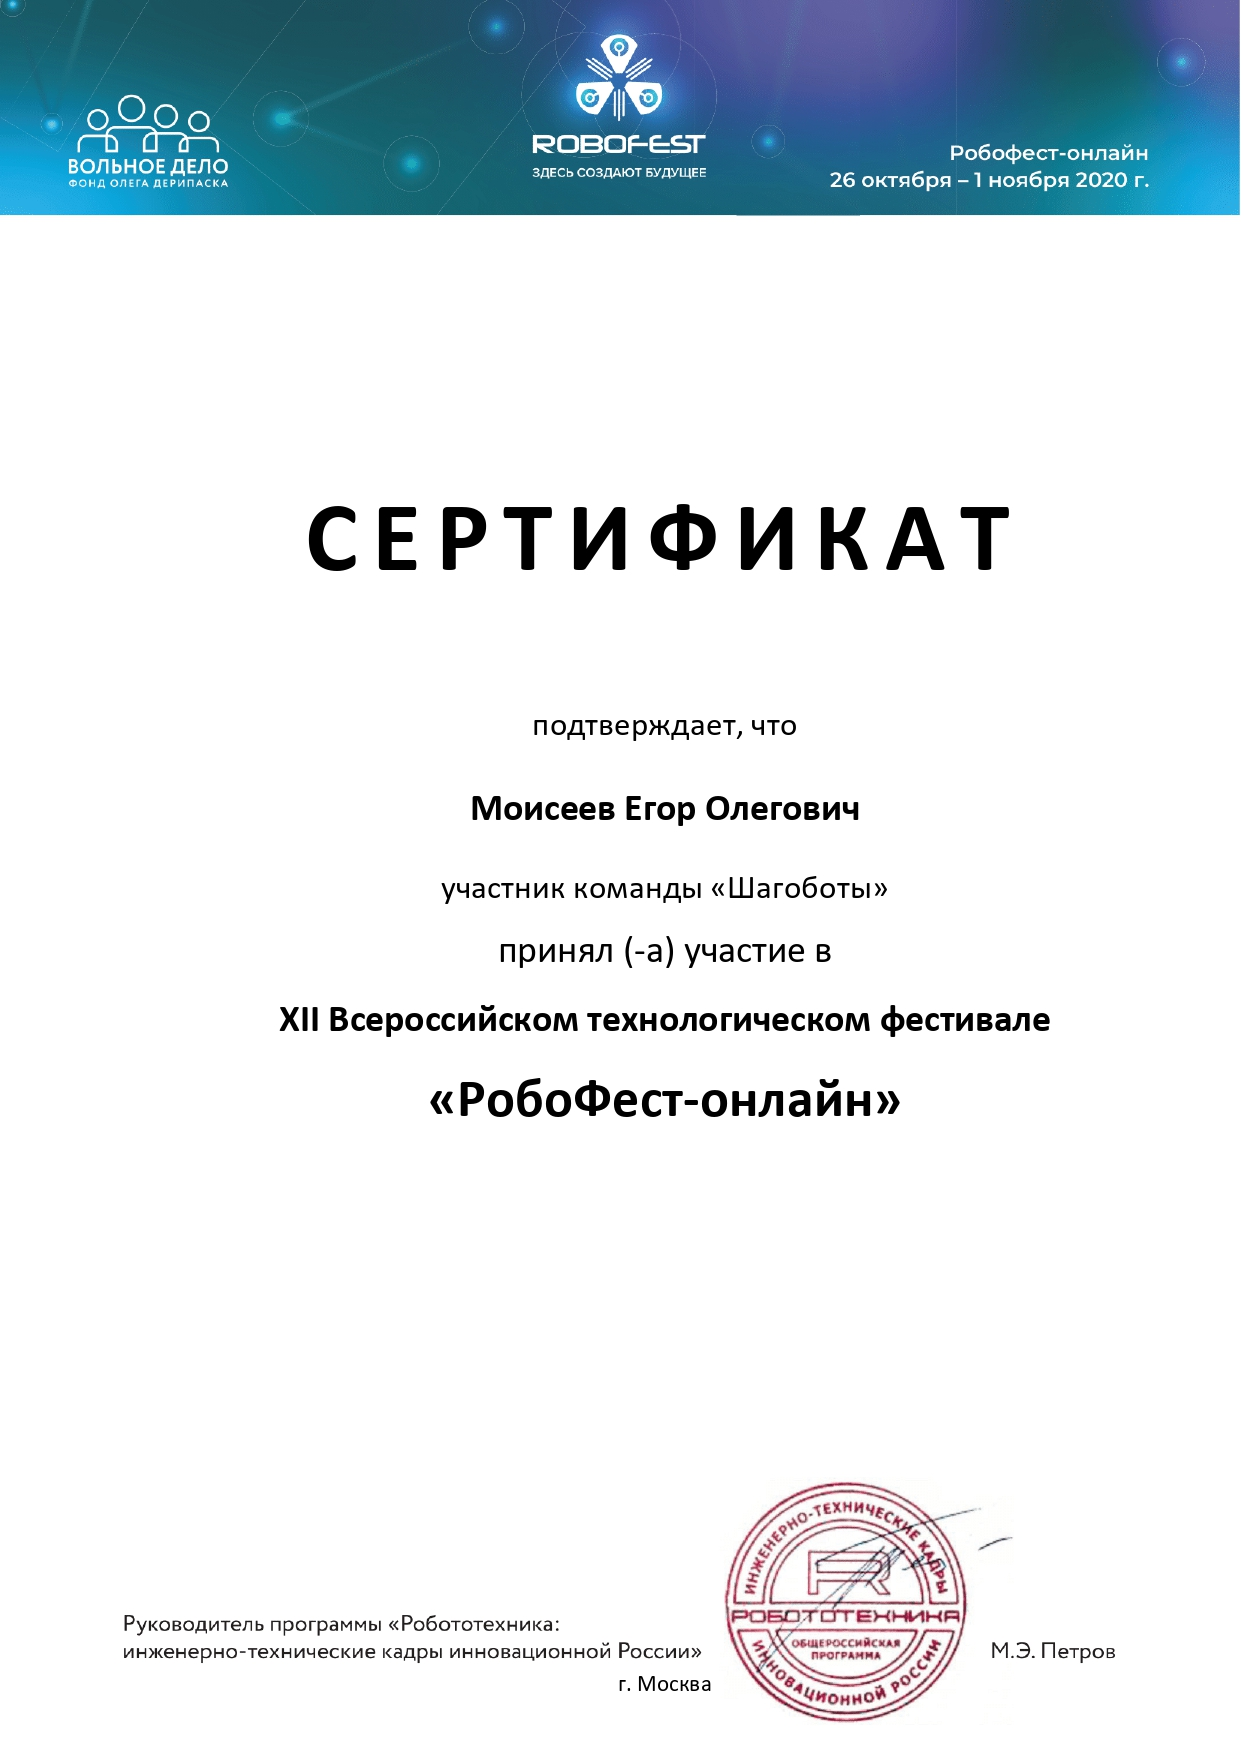 ВОЛЬНОЕ ДЕЛО
ФОНД ОЛЕГА ДЕРИПАСКА
ROBOFEST
ЗДЕСЬ СОЗДАЮТ БУДУЩЕЕ
Робофест-онлайн
26 октября – 1 ноября 2020 г.
СЕРТИФИКАТ
подтверждает, что
Моисеев Егор Олегович
участник команды «Шагоботы»
принял (-а) участие в
XII Всероссийском технологическом фестивале
«РобоФест-онлайн»
Руководитель программы «Робототехника:
инженерно-технические кадры инновационной России»
г. Москва
ИНЖЕНЕРНО-ТЕХНИЧЕСКИЕ КАДРЫ
РОБОТОТЕХНИКА
ОБЩЕРОССИЙСКАЯ
ПРОГРАММА
ИННОВАЦИОННОЙ РОССИИ
М.Э. Петров